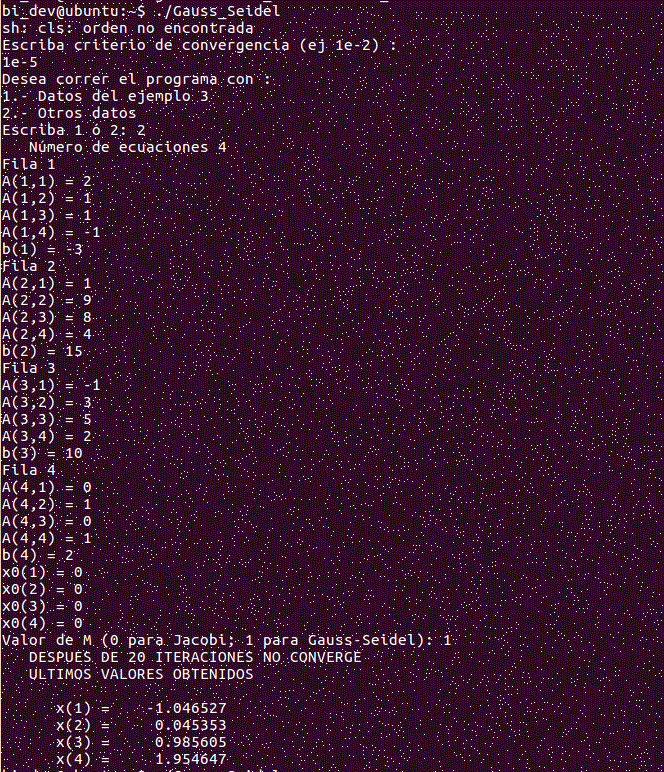 bi_dev@ubuntu:~$ ./Gauss_Seidel
sh: cls: orden no encontrada
Escriba criterio de convergencia (ej 1e-2) :
1e-5
Desea correr el programa con :
1.- Datos del ejemplo 3
2.- Otros datos
Escriba 1 ó 2: 2
Número de ecuaciones 4
Fila 1
A(1,1) = 2
A(1,2) = 1
A(1,3) = 1
A(1,4) = -1
b(1) = -3
Fila 2
A(2,1) = 1
A(2,2) = 9
A(2,3) = 8
A(2,4) = 4
b(2) = 15
Fila 3
A(3,1) = -1
A(3,2) = 3
A(3,3) = 5
A(3,4) = 2
b(3) = 10
Fila 4
A(4,1) = 0
A(4,2) = 1
A(4,3) = 0
A(4,4) = 1
b(4) = 2
x0(1) = 0
x0(2) = 0
x0(3) = 0
x0(4) = 0
Valor de M (0 para Jacobi; 1 para Gauss-Seidel): 1
DESPUES DE 20 ITERACIONES NO CONVERGE
ULTIMOS VALORES OBTENIDOS
x(1) = -1.046527
x(2) = 0.045353
x(3) = 0.985605
x(4) = 1.954647